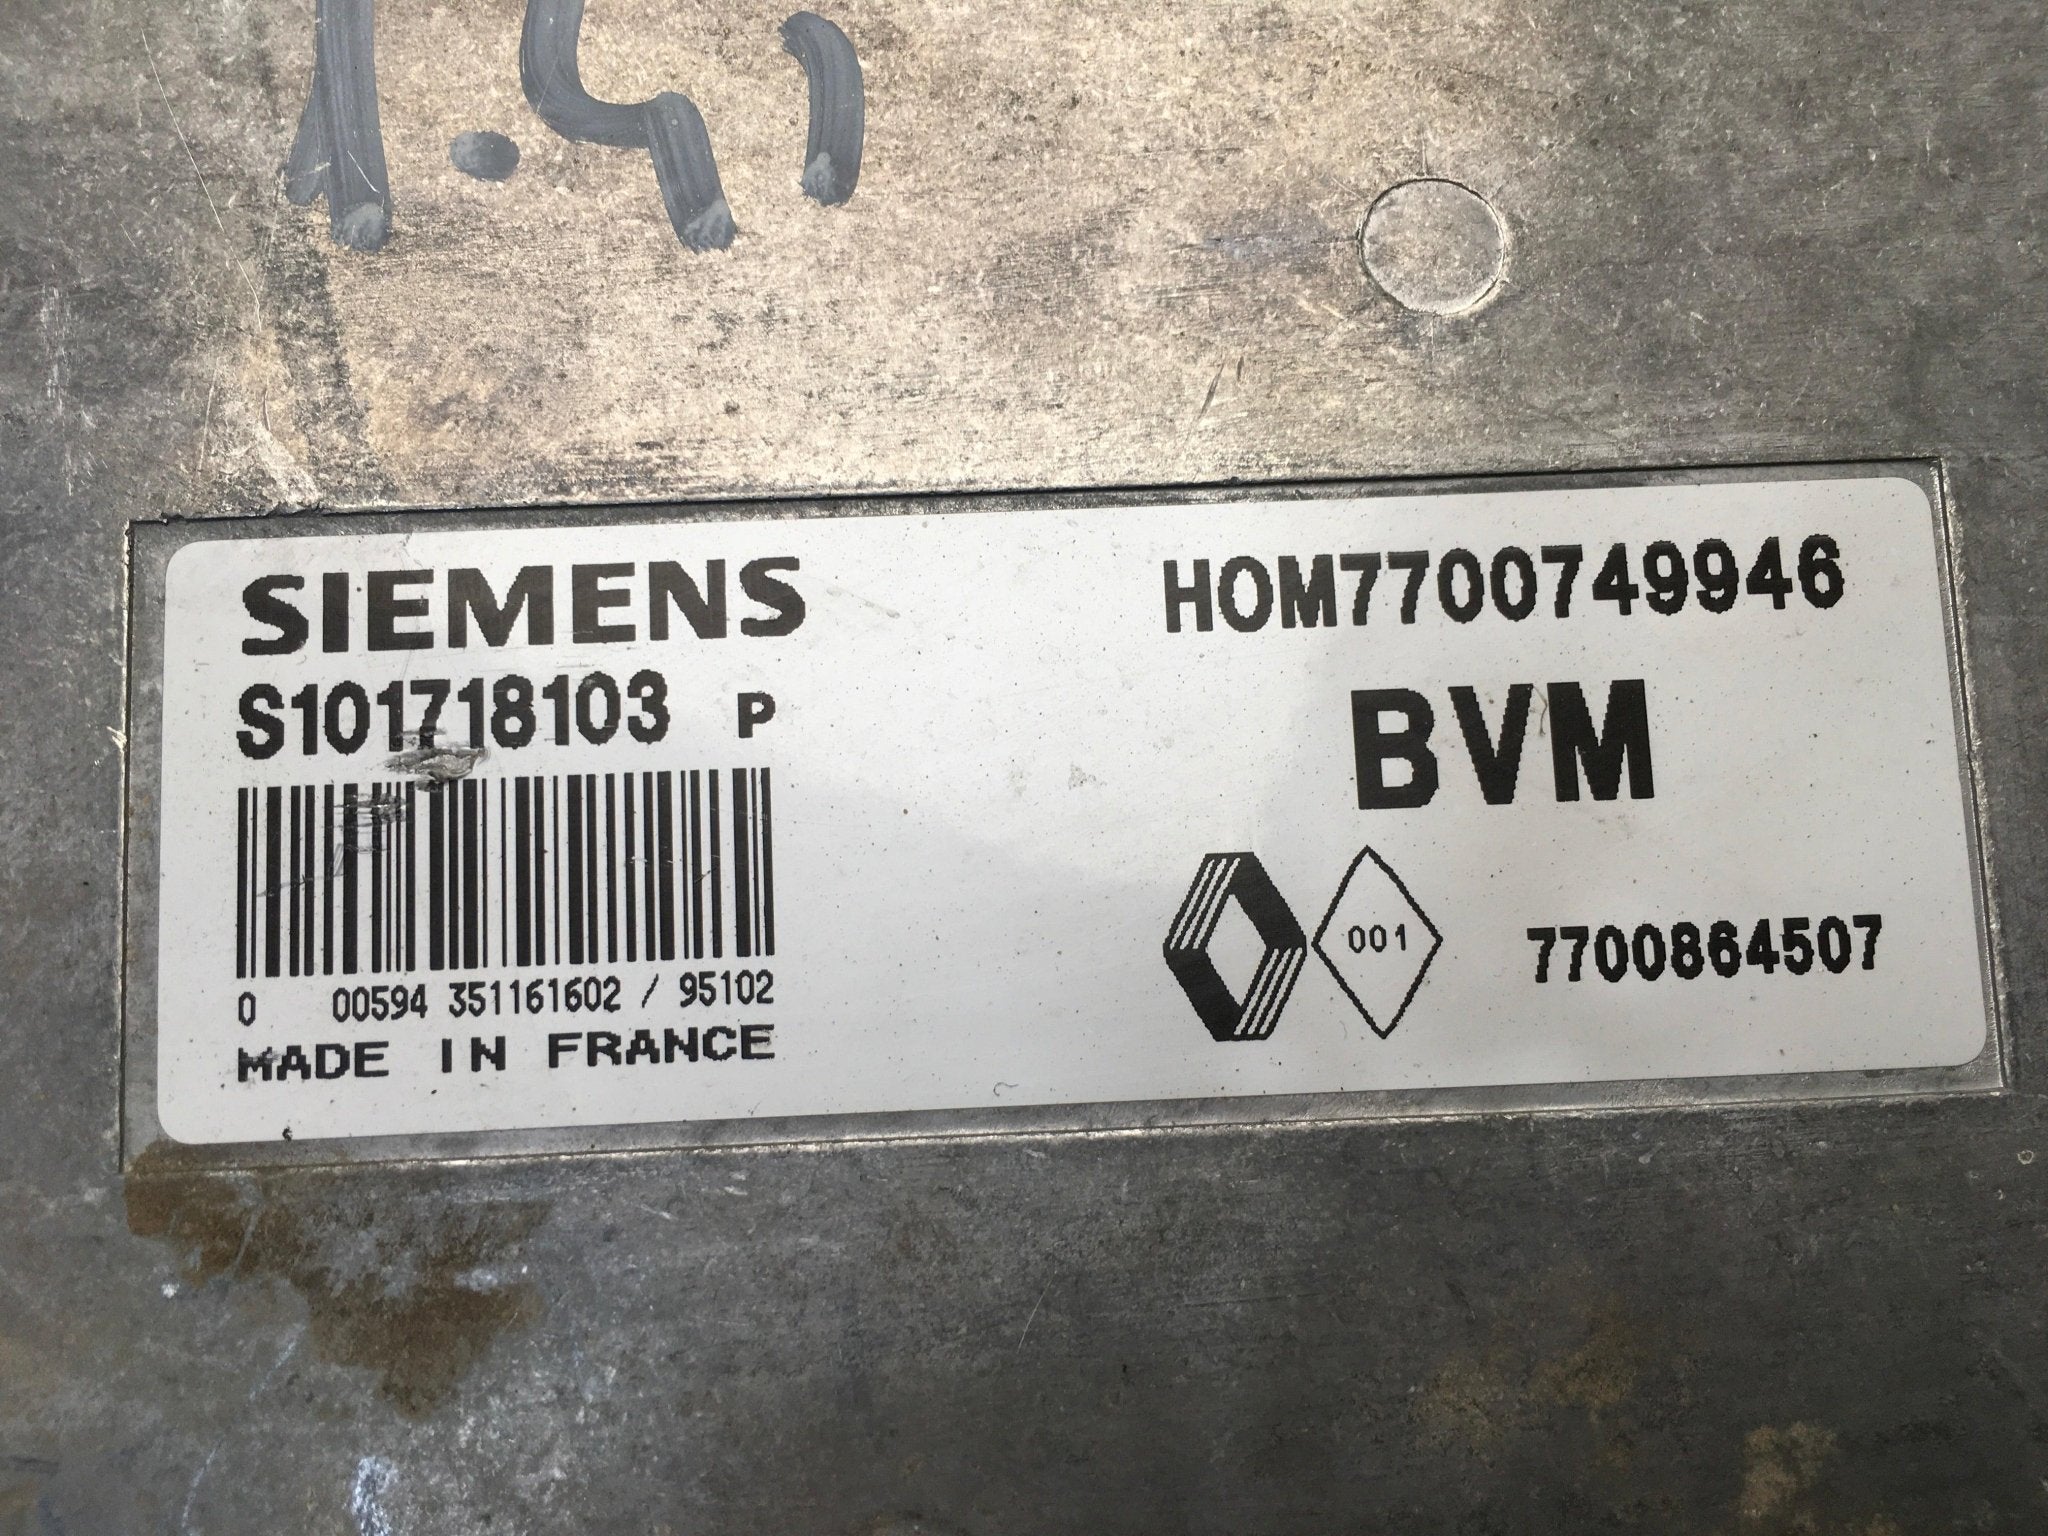 SIEMENS
S101718103 P
0 00594 351161602 / 95102
MADE IN FRANCE
HOM7700749946
BVM
001
7700864507